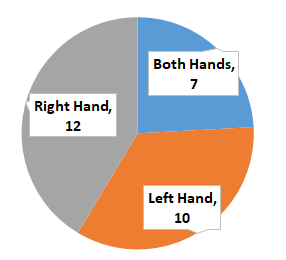 Both Hands,
7
Right Hand,
12
Left Hand,
10